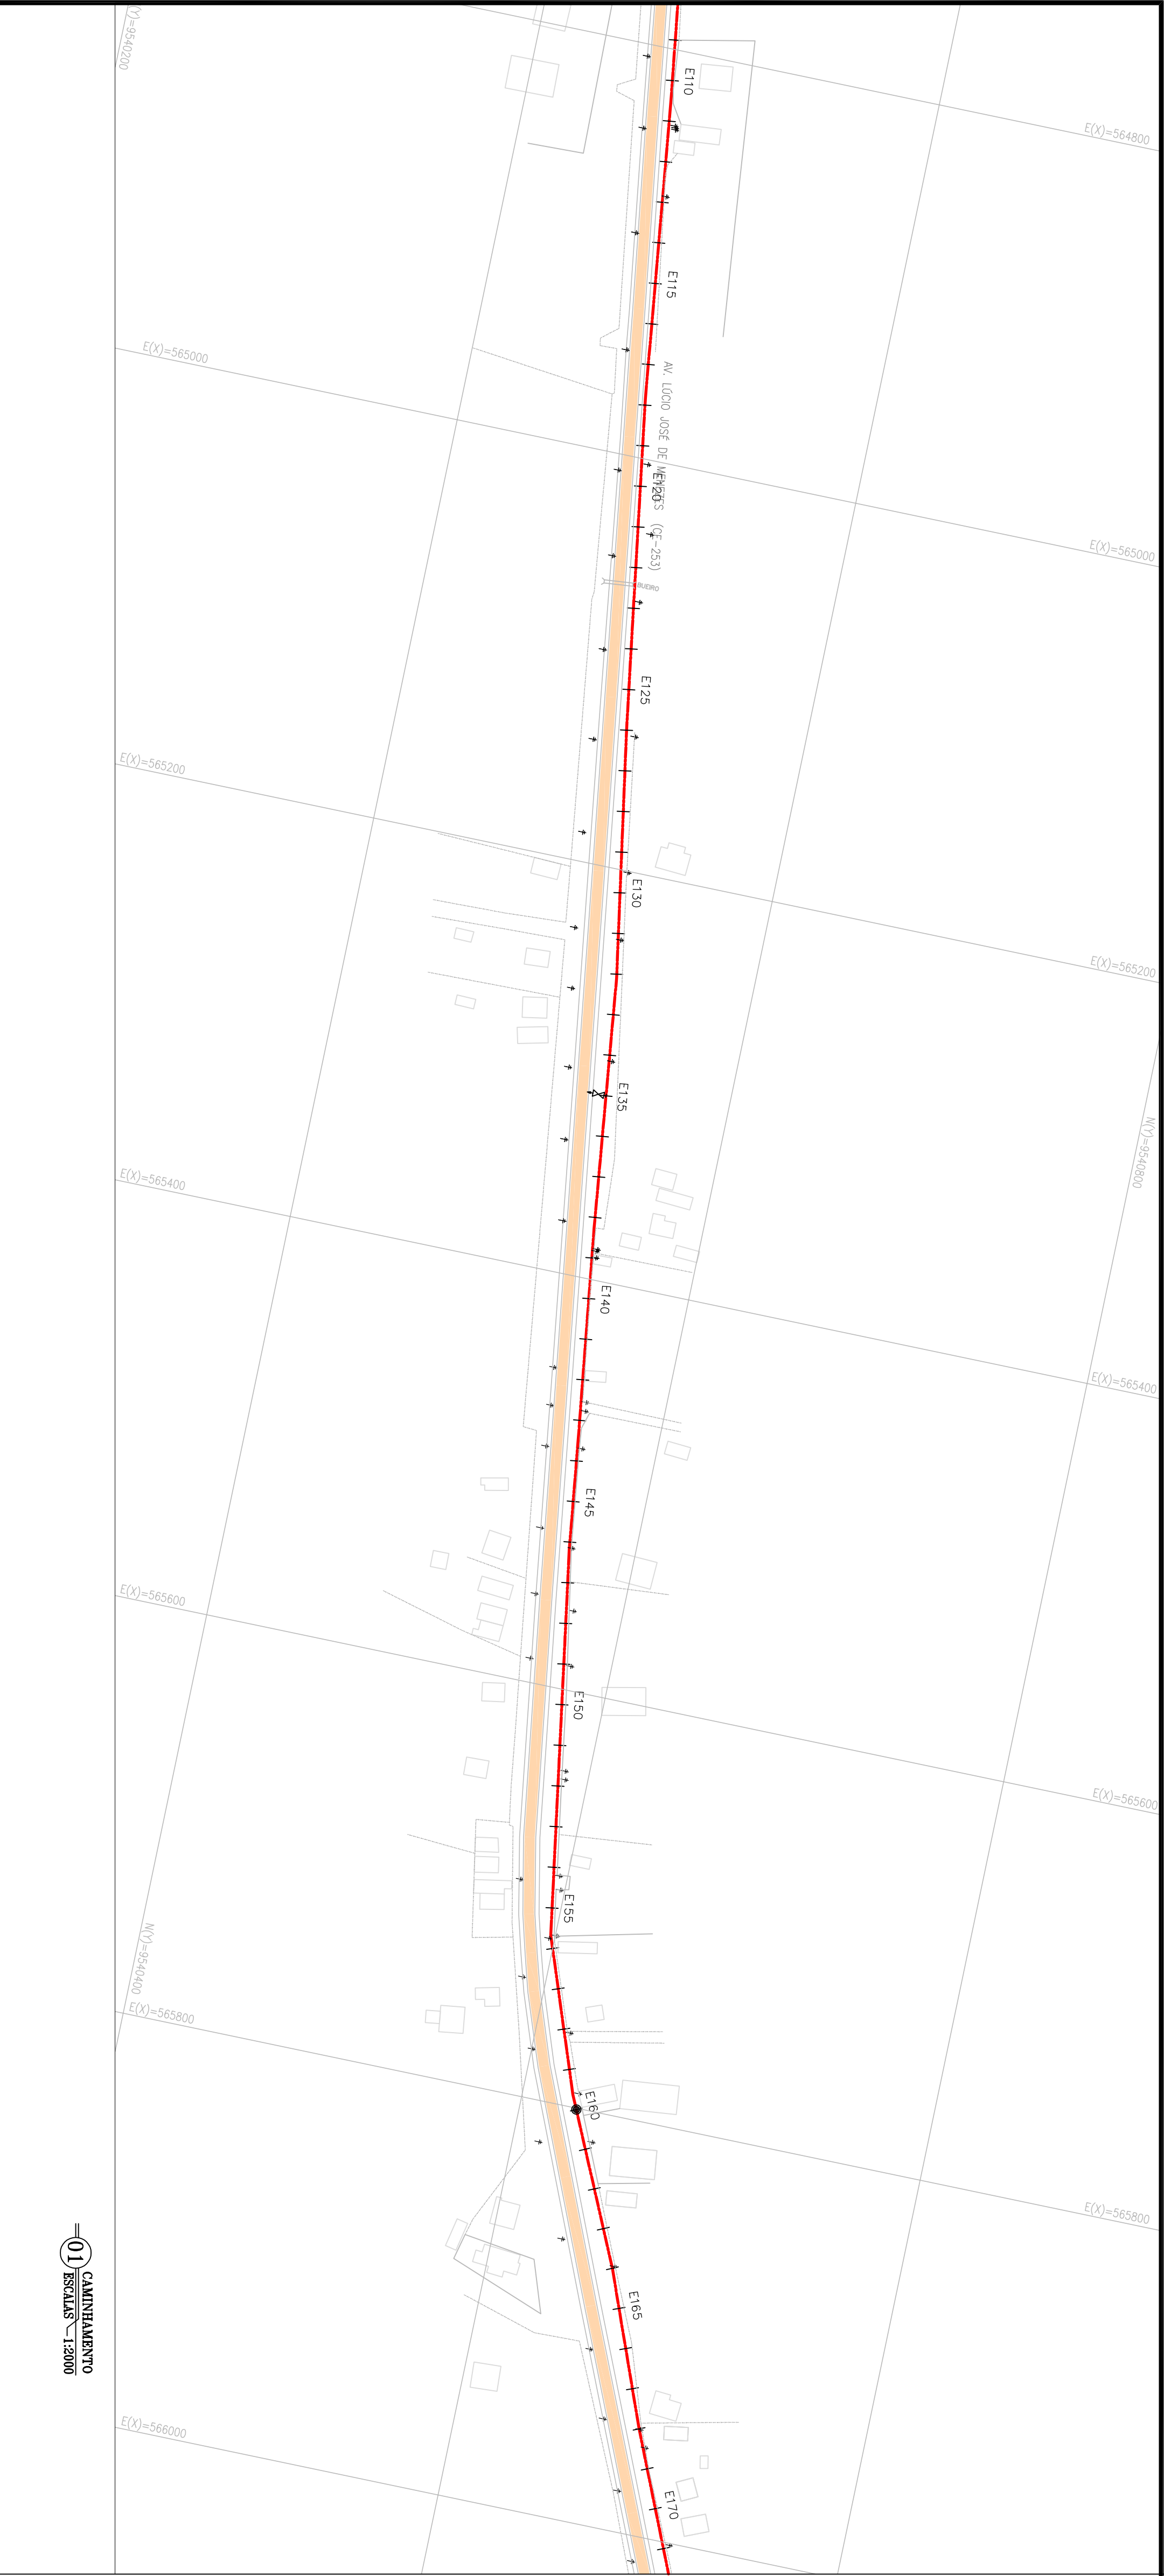 N(Y)=9540200
E(X)=564800
E110
E115
E(X)=565000
AV. LÚCIO JOSÉ DE MENEZES (CE-253)
E120
E(X)=565000
BUEIRO
E125
E(X)=565200
E130
E(X)=565200
E135
N(Y)=9540800
E(X)=565400
E140
E(X)=565400
E145
E(X)=565600
E150
E(X)=565600
E155
N(Y)=9540400
E(X)=565800
E160
E(X)=565800
E165
E170
E(X)=566000
01
CAMINHAMENTO
ESCALAS 1:2000